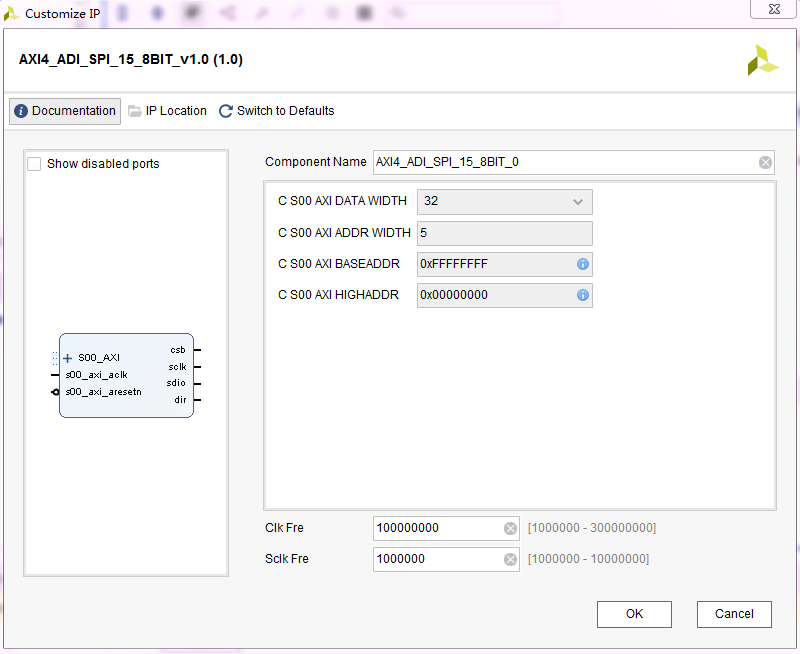 Customize IP
AXI4_ADI_SPI_15_8BIT_v1.0 (1.0)
Documentation IP Location Switch to Defaults
Show disabled ports
Component Name AXI4_ADI_SPI_15_8BIT_0
C S00 AXI DATA WIDTH 32
C S00 AXI ADDR WIDTH 5
C S00 AXI BASEADDR 0xFFFFFFFF
C S00 AXI HIGHADDR 0x00000000
S00_AXI
s00_axi_aclk
s00_axi_aresetn
csb
sclk
sdio
dir
Clk Fre 100000000 [1000000 - 300000000]
Sclk Fre 1000000 [1000000 - 10000000]
OK Cancel